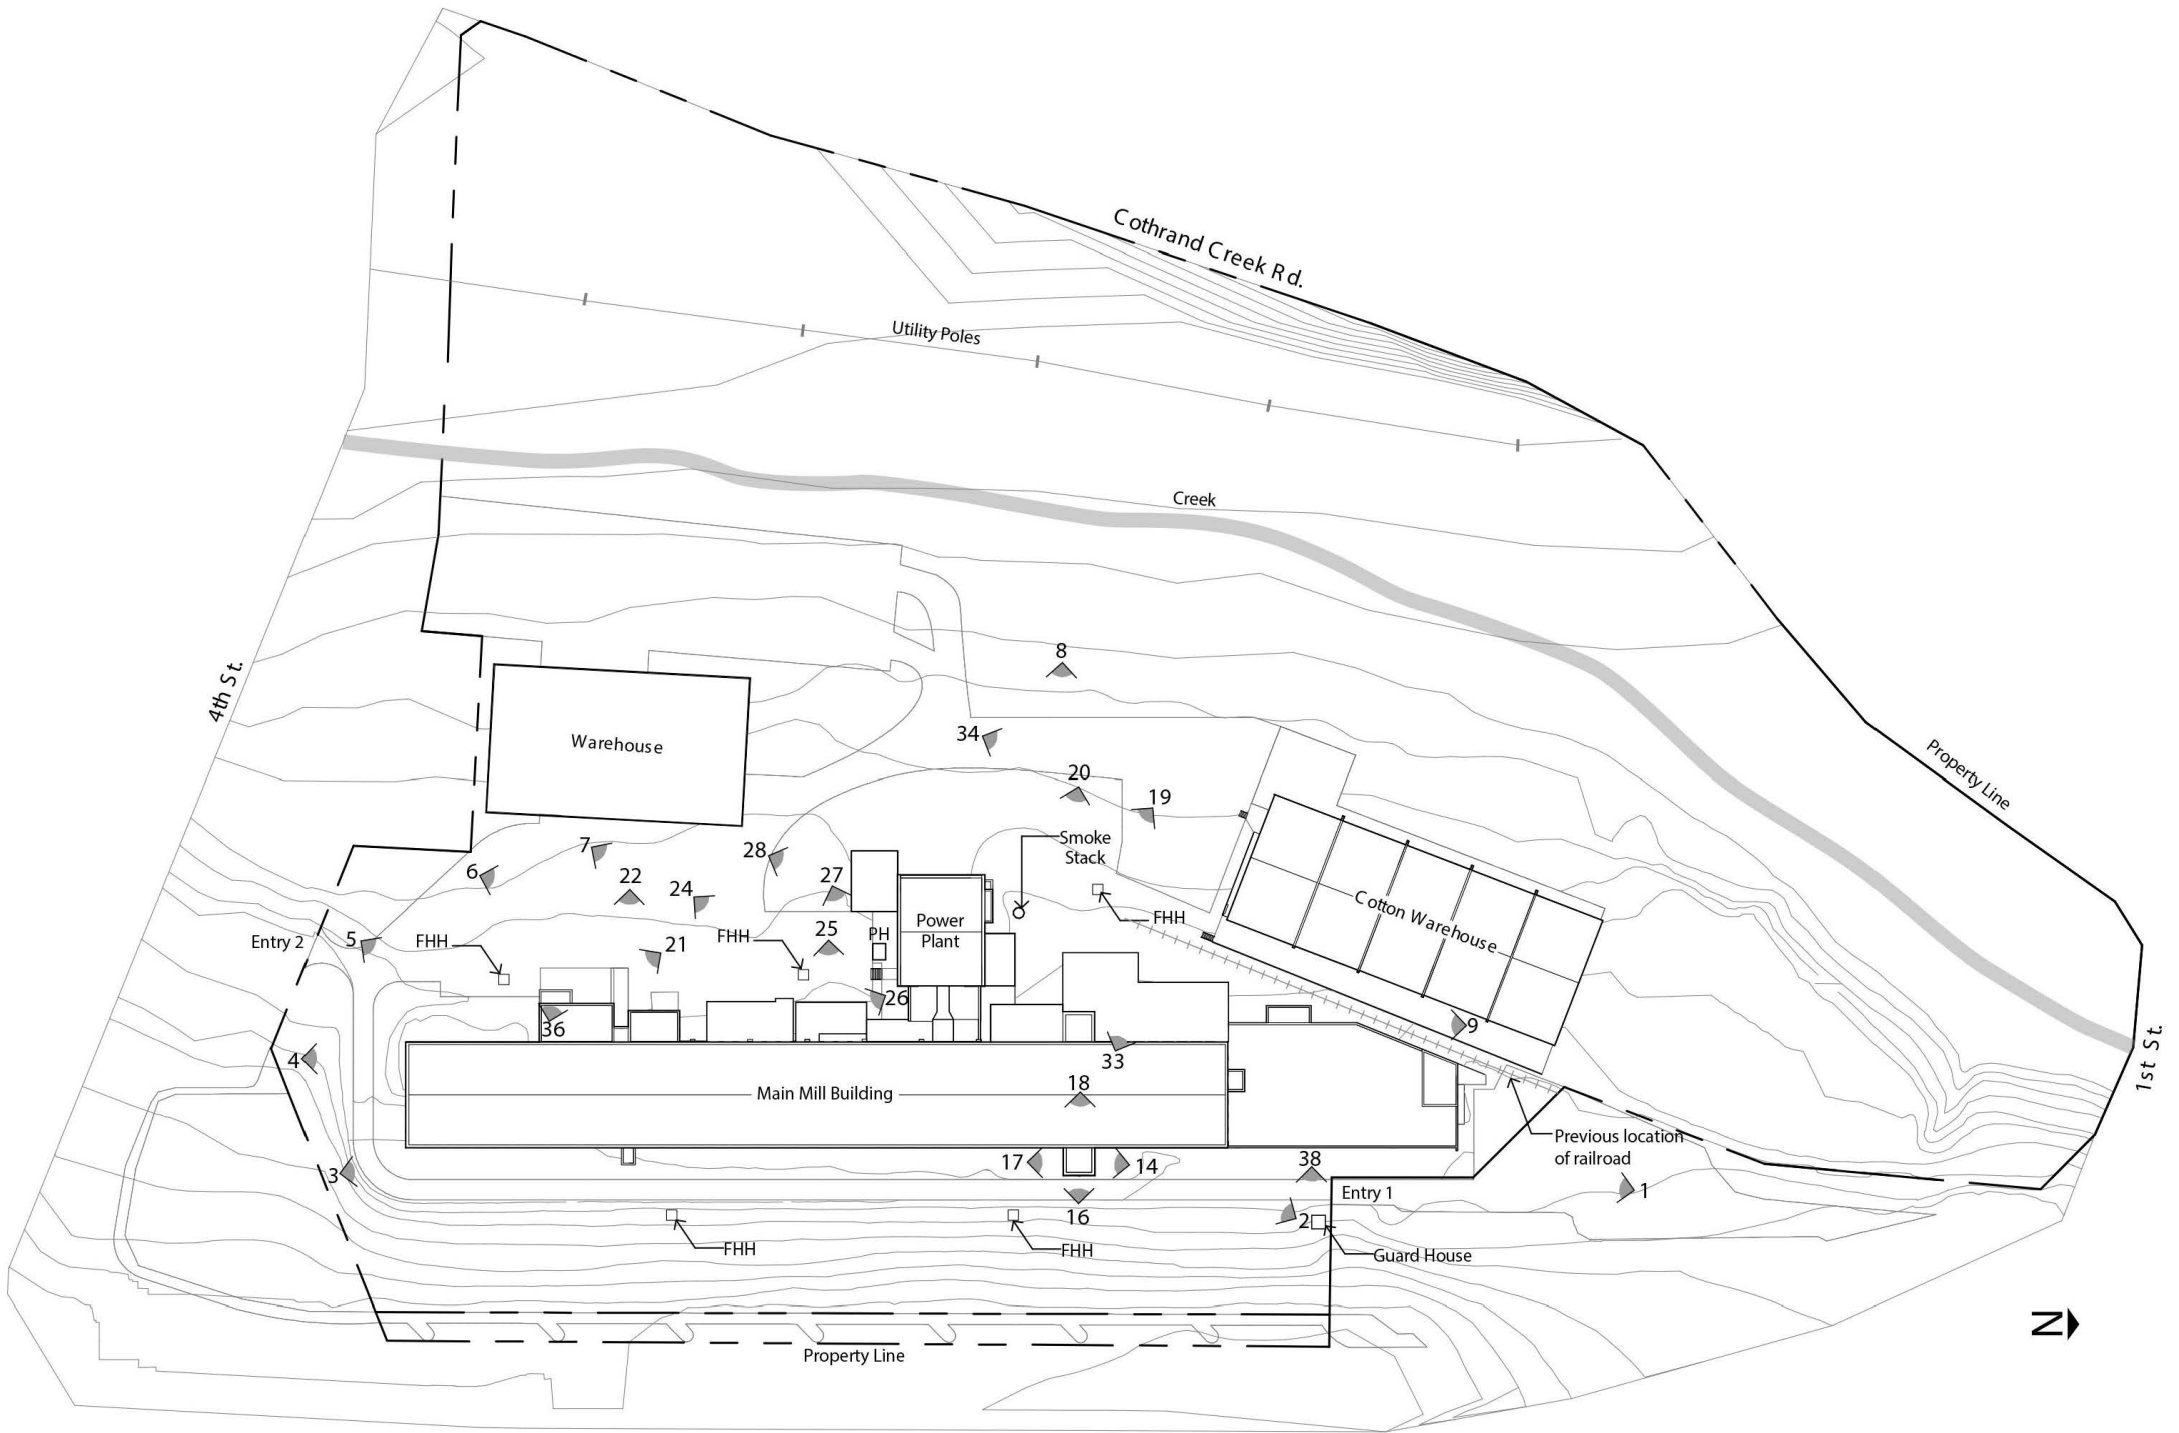 Cothrand Creek Rd.
Utility Poles
Creek
4th St.
8
34
20
19
Warehouse
Property Line
Smoke
Stack
7
28
6
22
24
27
Cotton Warehouse
FHH
Power
Plant
Entry 2
5
FHH
FHH
25
PH
21
26
36
9
1st St.
4
33
18
Main Mill Building
Previous location
of railroad
3
17
14
38
Entry 1
1
16
2
FHH
FHH
Guard House
N
Property Line